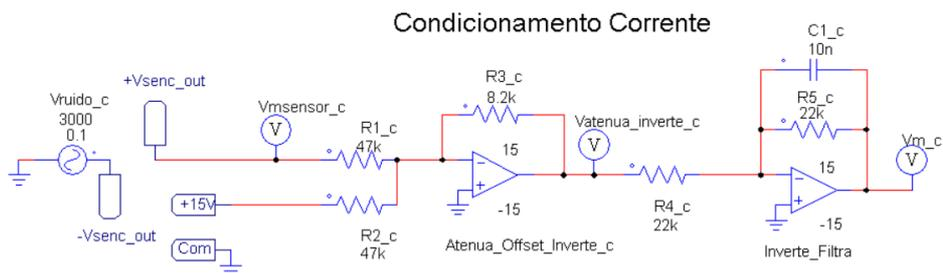 Condicionamento Corrente
C1_c
10n
+Vsenc_out
R3_c
8.2k
R5_c
22k
Vruido_c
3000
0.1
Vmsensor_c
V
R1_c
47k
Vatenua_inverte_c
V
Vm_c
V
15
-15
15
-15
+15V
R4_c
22k
-Vsenc_out
Com
R2_c
47k
Atenua_Offset_Inverte_c
Inverte_Filtra